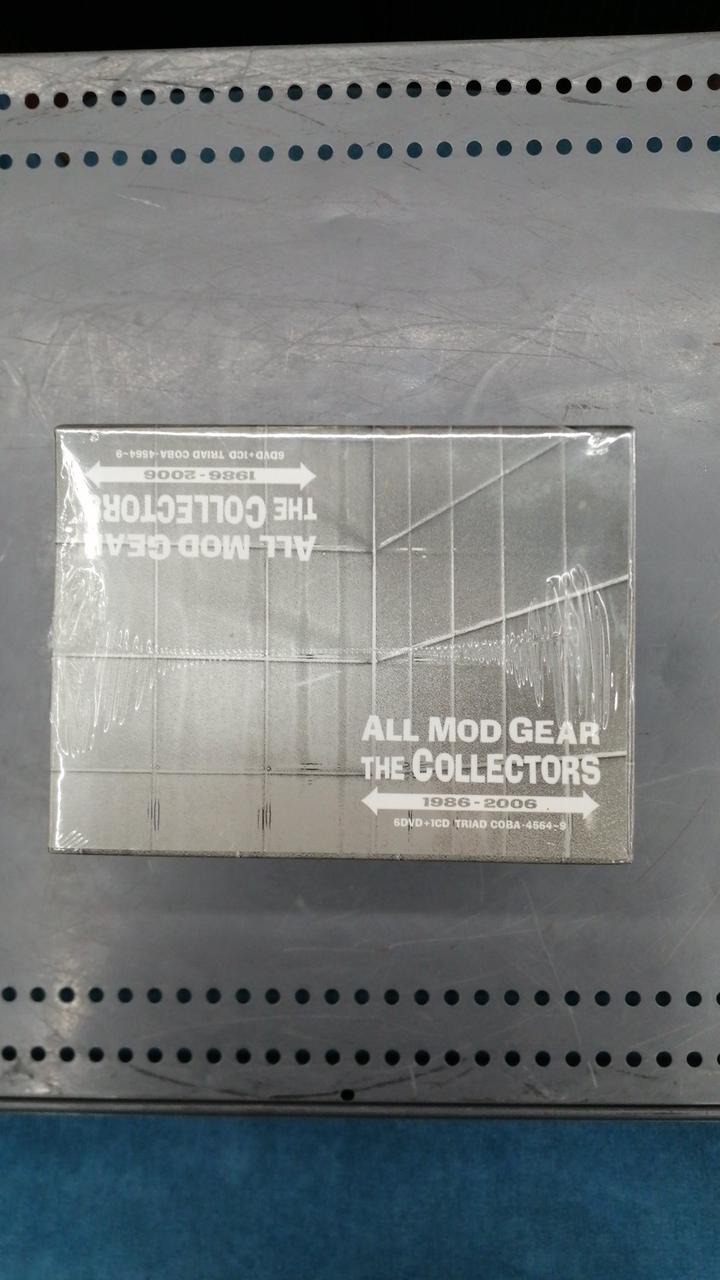 6DVD+1CD TRIAD COBA-4564-9
1986-2006
THE COLLECTORS
ALL MOD GEAR
ALL MOD GEAR
THE COLLECTORS
1986-2006
6DVD+1CD TRIAD COBA-4564~9